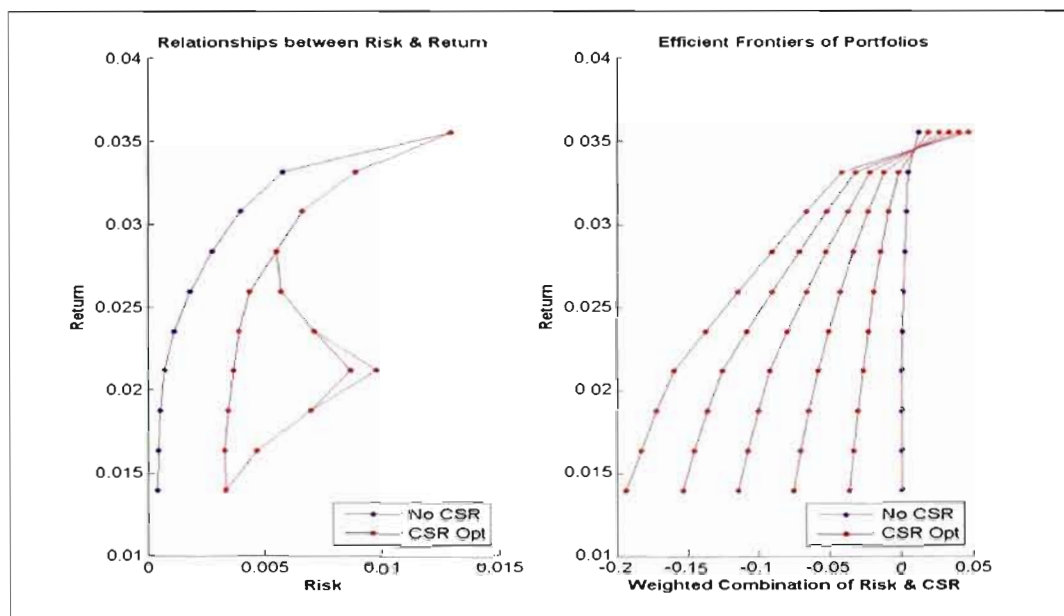 Relationships between Risk & Return
0.04
0.035
0.03
0.025
0.02
0.015
0.01
Return
0
0.005
0.01
0.015
Risk
No CSR
CSR Opt
Efficient Frontiers of Portfolios
0.04
0.035
0.03
0.025
0.02
0.015
0.01
Return
-0.2
-0.15
-0.1
-0.05
0
0.05
Weighted Combination of Risk & CSR
No CSR
CSR Opt